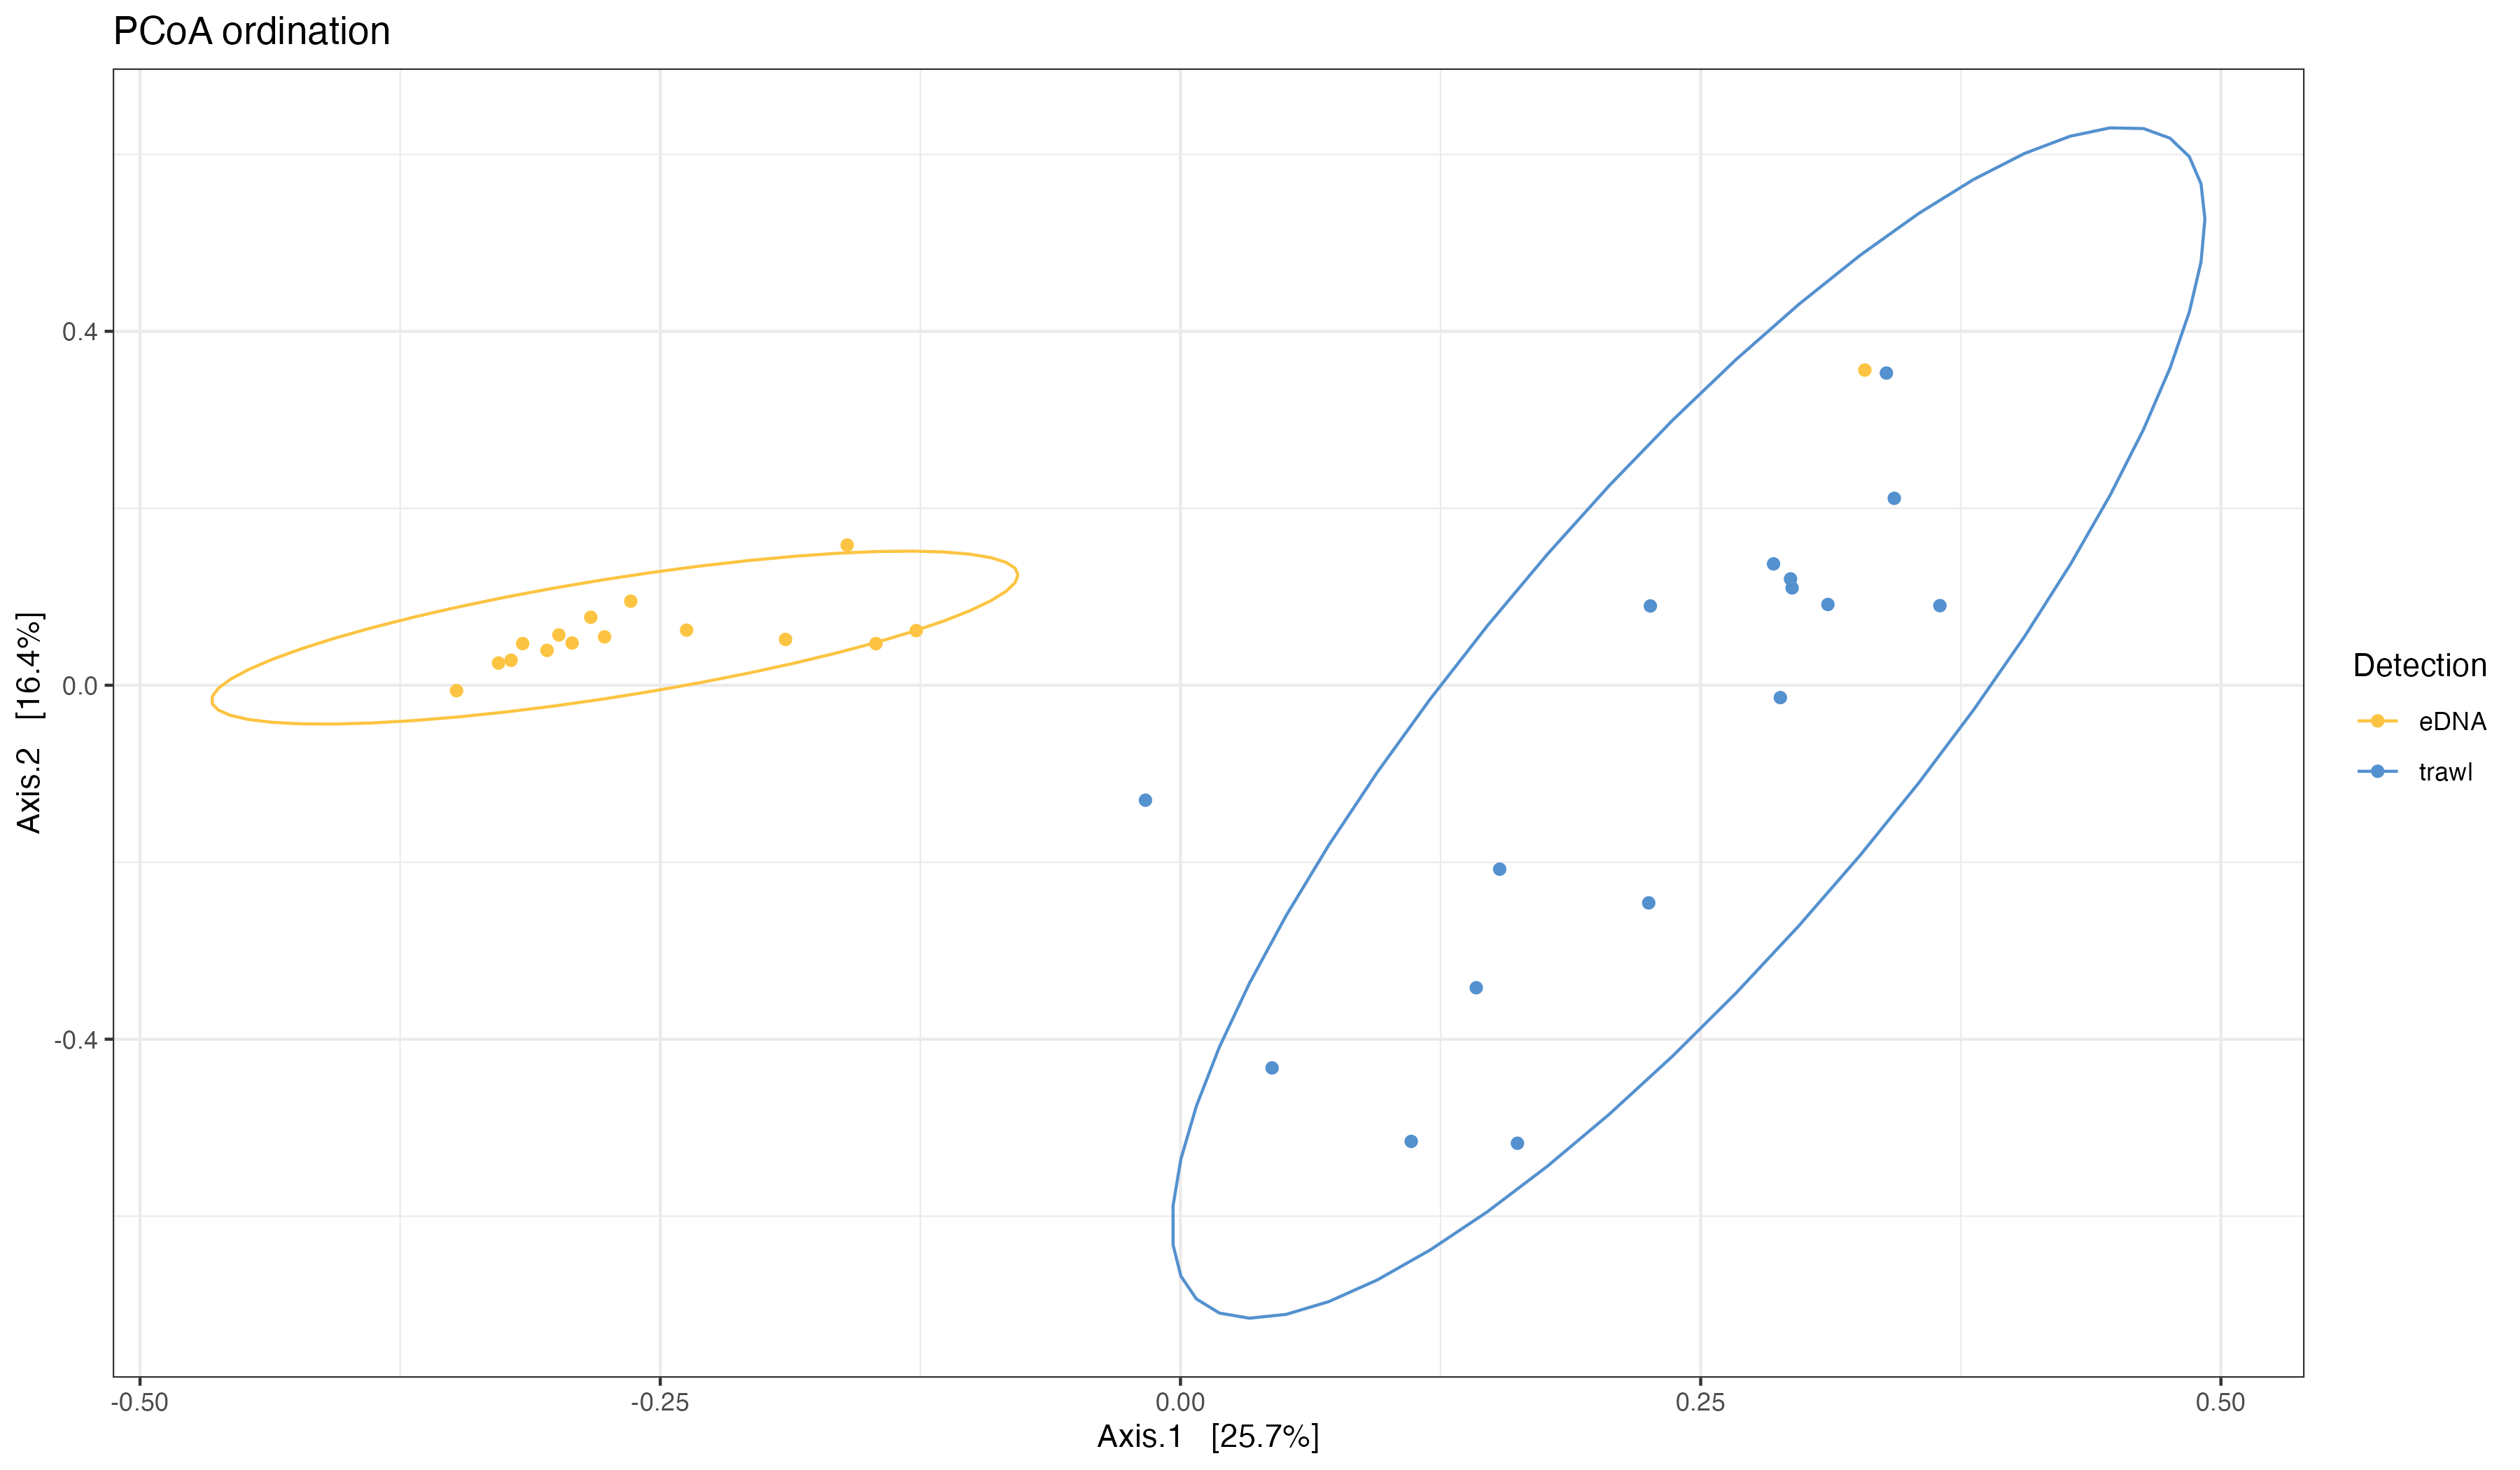 PCoA ordination
Axis.2 [16.4%]
0.4
0.0
-0.4
-0.50
-0.25
0.00
0.25
0.50
Axis.1 [25.7%]
Detection
eDNA
trawl